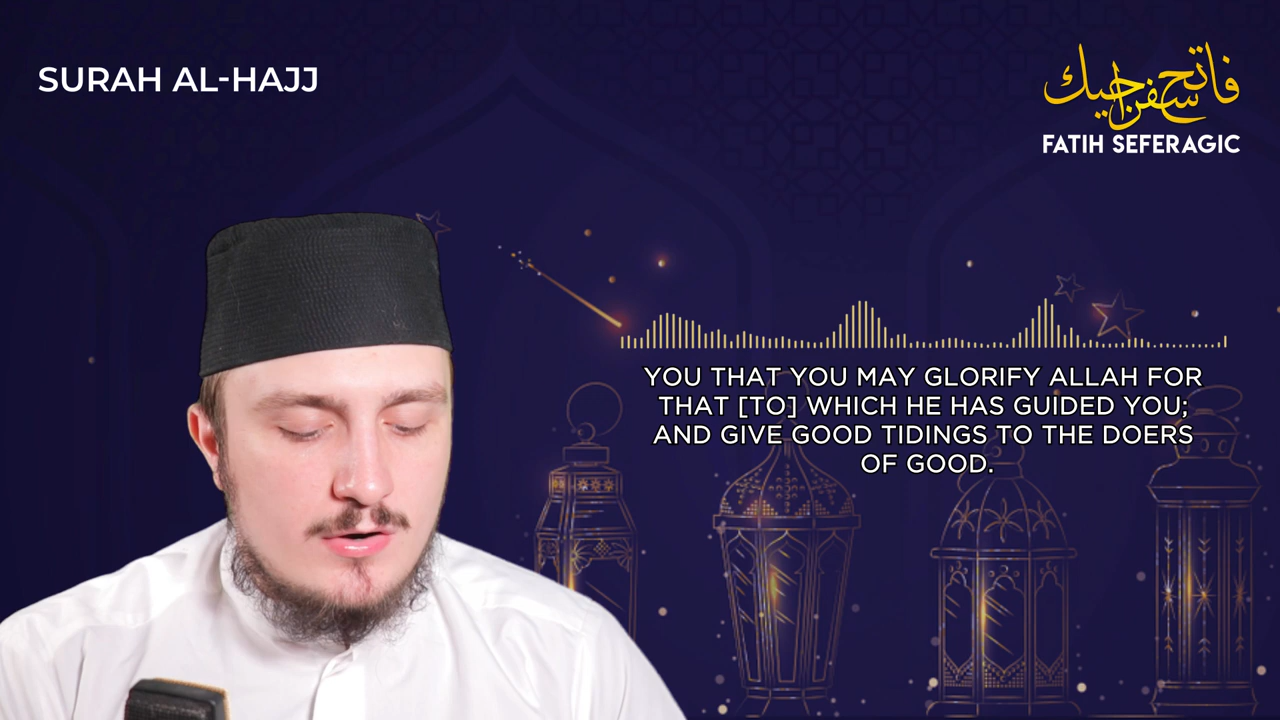 SURAH AL-HAJJ
فاتح سفراجيك
FATIH SEFERAGIC
YOU THAT YOU MAY GLORIFY ALLAH FOR
THAT [TO] WHICH HE HAS GUIDED YOU;
AND GIVE GOOD TIDINGS TO THE DOERS
OF GOOD.